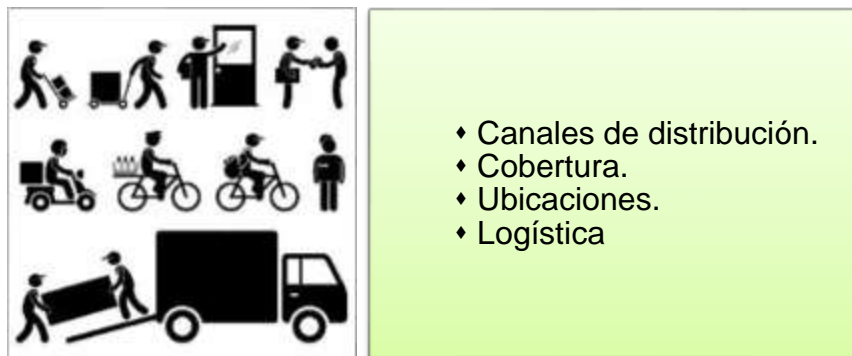 ♦ Canales de distribución.
♦ Cobertura.
♦ Ubicaciones.
♦ Logística